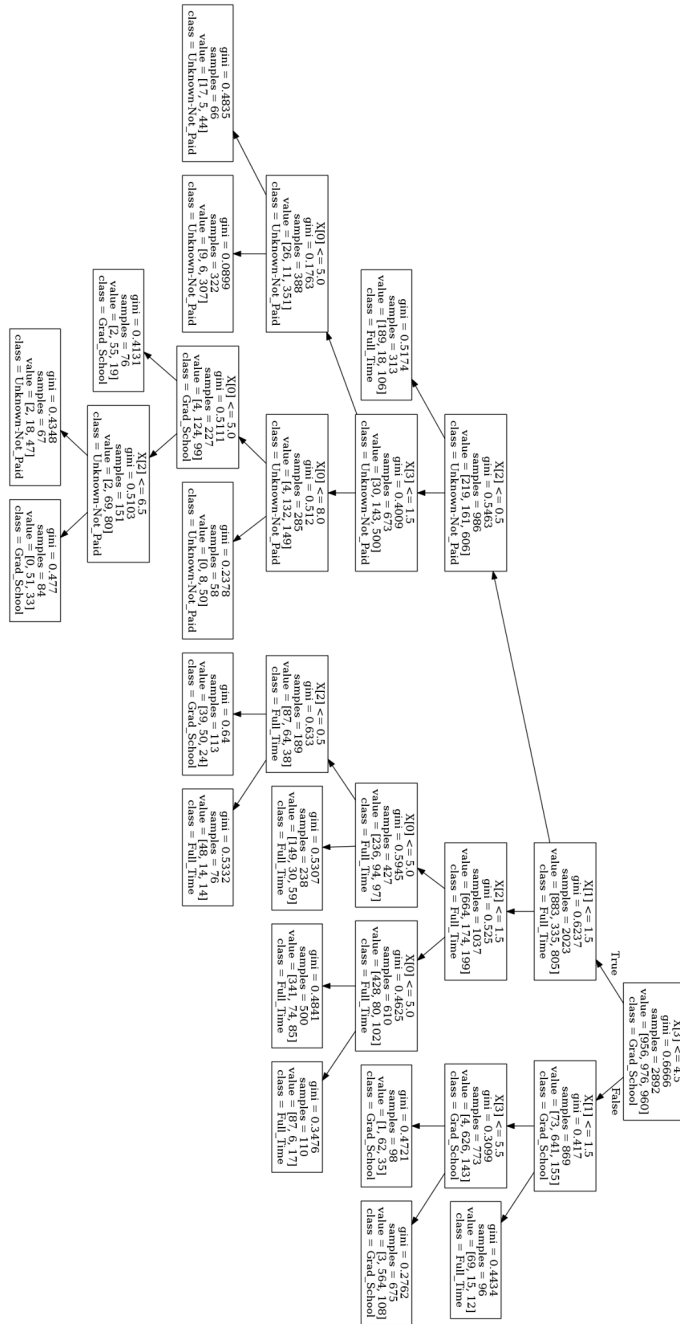 X[3] <= 4.5
gini = 0.6666
samples = 2892
value = [956, 976, 960]
class = Grad_School
True
False
X[1] <= 1.5
gini = 0.6237
samples = 2023
value = [883, 335, 805]
class = Full_Time
X[1] <= 1.5
gini = 0.417
samples = 869
value = [73, 641, 155]
class = Grad_School
X[2] <= 0.5
gini = 0.5463
samples = 986
value = [219, 161, 606]
class = Unknown-Not_Paid
X[2] <= 1.5
gini = 0.525
samples = 1037
value = [664, 174, 199]
class = Full_Time
X[3] <= 5.5
gini = 0.3099
samples = 773
value = [4, 626, 143]
class = Grad_School
gini = 0.4434
samples = 96
value = [69, 15, 12]
class = Full_Time
gini = 0.5174
samples = 313
value = [189, 18, 106]
class = Full_Time
X[3] <= 1.5
gini = 0.4009
samples = 673
value = [30, 143, 500]
class = Unknown-Not_Paid
X[0] <= 5.0
gini = 0.5945
samples = 427
value = [236, 94, 97]
class = Full_Time
X[0] <= 5.0
gini = 0.4625
samples = 610
value = [428, 80, 102]
class = Full_Time
gini = 0.4721
samples = 98
value = [1, 62, 35]
class = Grad_School
gini = 0.2762
samples = 675
value = [3, 564, 108]
class = Grad_School
X[0] <= 5.0
gini = 0.1763
samples = 388
value = [26, 11, 351]
class = Unknown-Not_Paid
X[0] <= 8.0
gini = 0.512
samples = 285
value = [4, 132, 149]
class = Unknown-Not_Paid
X[2] <= 0.5
gini = 0.633
samples = 189
value = [87, 64, 38]
class = Full_Time
gini = 0.5307
samples = 238
value = [149, 30, 59]
class = Full_Time
gini = 0.4841
samples = 500
value = [341, 74, 85]
class = Full_Time
gini = 0.3476
samples = 110
value = [87, 6, 17]
class = Full_Time
gini = 0.4835
samples = 66
value = [17, 5, 44]
class = Unknown-Not_Paid
gini = 0.0899
samples = 322
value = [9, 6, 307]
class = Unknown-Not_Paid
X[0] <= 5.0
gini = 0.5111
samples = 227
value = [4, 124, 99]
class = Grad_School
gini = 0.2378
samples = 58
value = [0, 8, 50]
class = Unknown-Not_Paid
gini = 0.64
samples = 113
value = [39, 50, 24]
class = Grad_School
gini = 0.5332
samples = 76
value = [48, 14, 14]
class = Full_Time
gini = 0.4131
samples = 76
value = [2, 55, 19]
class = Grad_School
X[2] <= 6.5
gini = 0.5103
samples = 151
value = [2, 69, 80]
class = Unknown-Not_Paid
gini = 0.4348
samples = 67
value = [2, 18, 47]
class = Unknown-Not_Paid
gini = 0.477
samples = 84
value = [0, 51, 33]
class = Grad_School